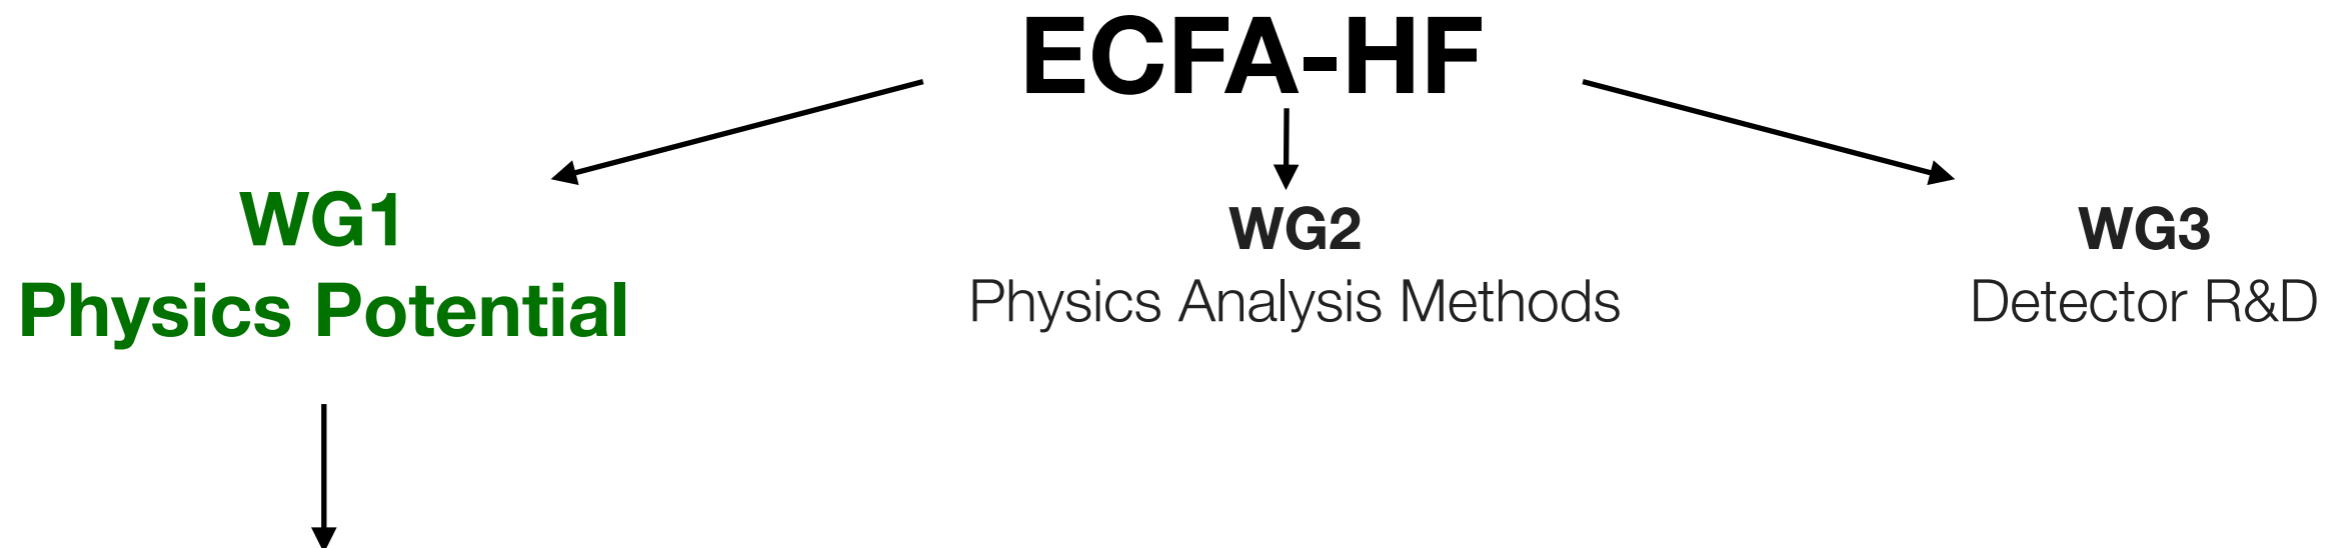 ECFA-HF
WG1
Physics Potential
WG2
Physics Analysis Methods
WG3
Detector R&D